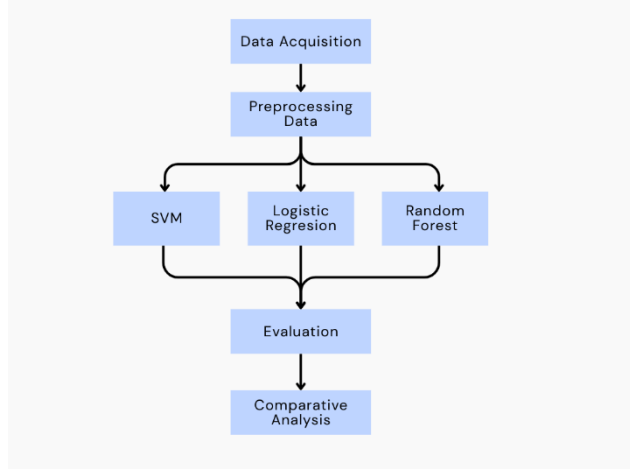 Data Acquisition
Preprocessing
Data
SVM
Logistic
Regresion
Random
Forest
Evaluation
Comparative
Analysis